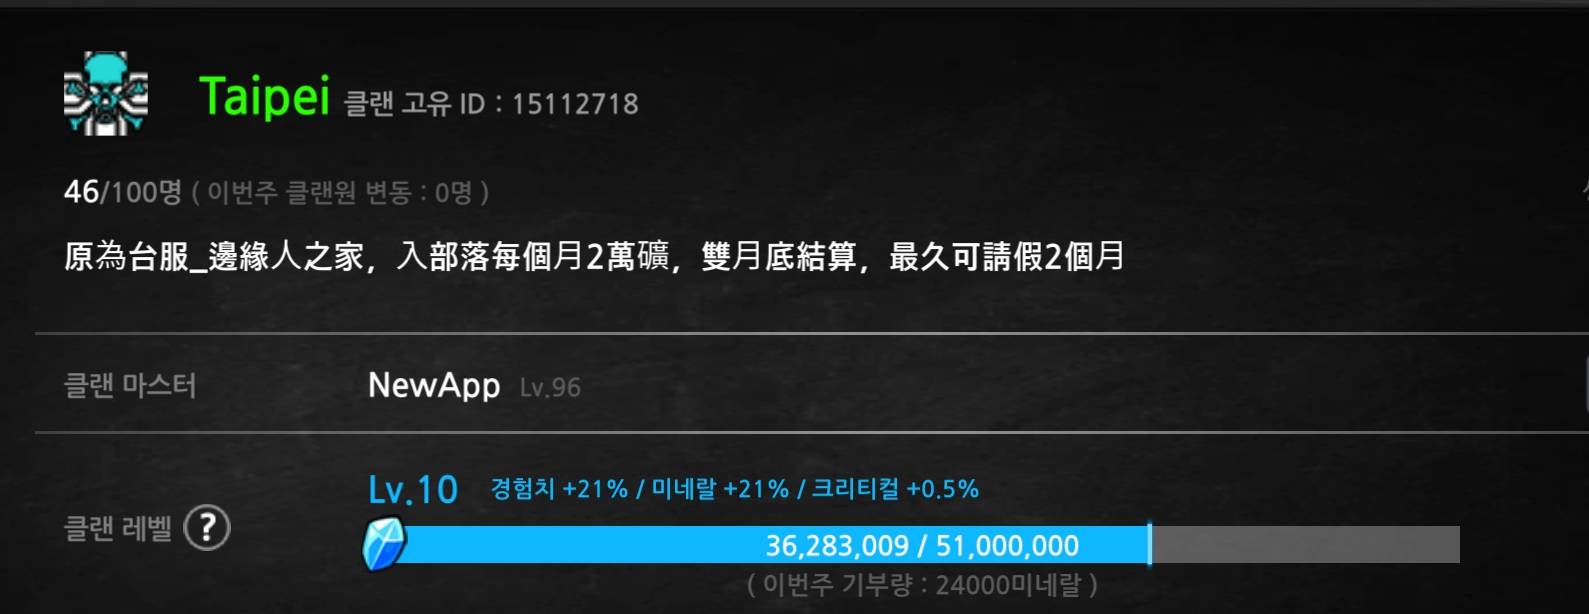 Taipei 클랜 고유 ID : 15112718
46/100명 ( 이번주 클랜원 변동 : 0명 )
原為台服_邊緣人之家, 入部落每個月2萬礦, 雙月底結算, 最久可請假2個月
클랜 마스터 NewApp Lv.96
Lv.10 경험치 +21% / 미네랄 +21% / 크리티컬 +0.5%
클랜 레벨 ?
36,283,009 / 51,000,000
( 이번주 기부량 : 24000미네랄 )